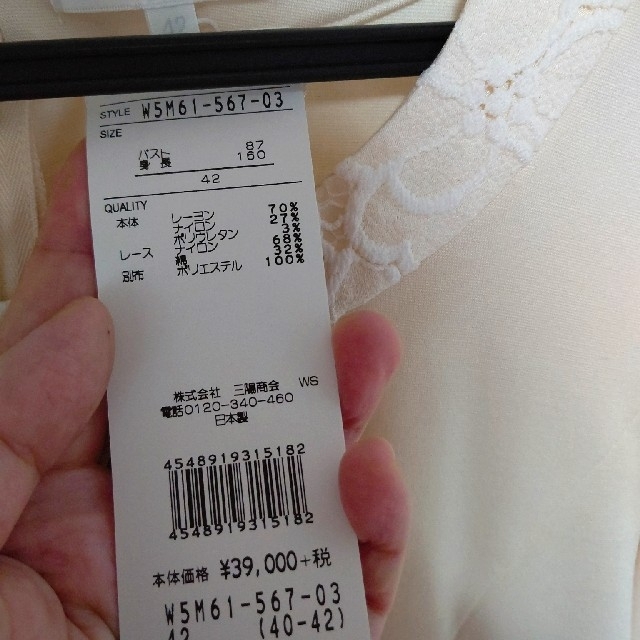 42
STYLE W5M61-567-03
SIZE
バスト 87
身長 160
42
QUALITY
本体 レーヨン 70%
ナイロン 27%
ポリウレタン 3%
レース ナイロン 68%
綿 32%
別布 ポリエステル 100%
株式会社 三陽商会 WS
電話0120-340-460
日本製
4548919315182
4548919315182
本体価格 ¥39,000+税
W5M61-567-03
42 (40-42)